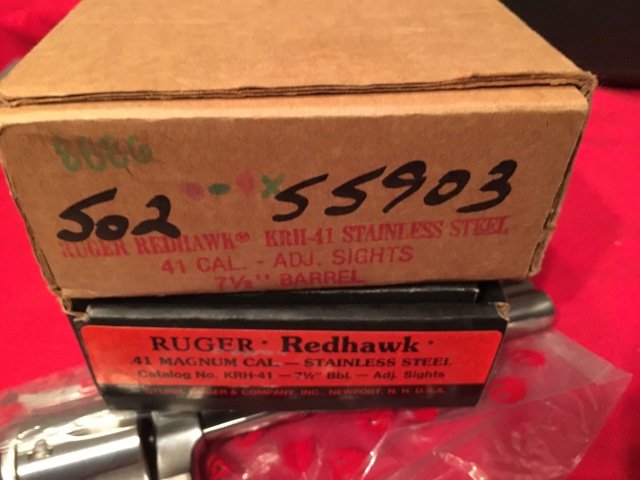 8886
502 55903
RUGER REDHAWK® KRH-41 STAINLESS STEEL
41 CAL. - ADJ. SIGHTS
7½" BARREL
RUGER · Redhawk ·
.41 MAGNUM CAL — STAINLESS STEEL
Catalog No. KRH-41 — 7½" Bbl. — Adj. Sights
STURM, RUGER & COMPANY, INC., NEWPORT, N. H. U.S.A.